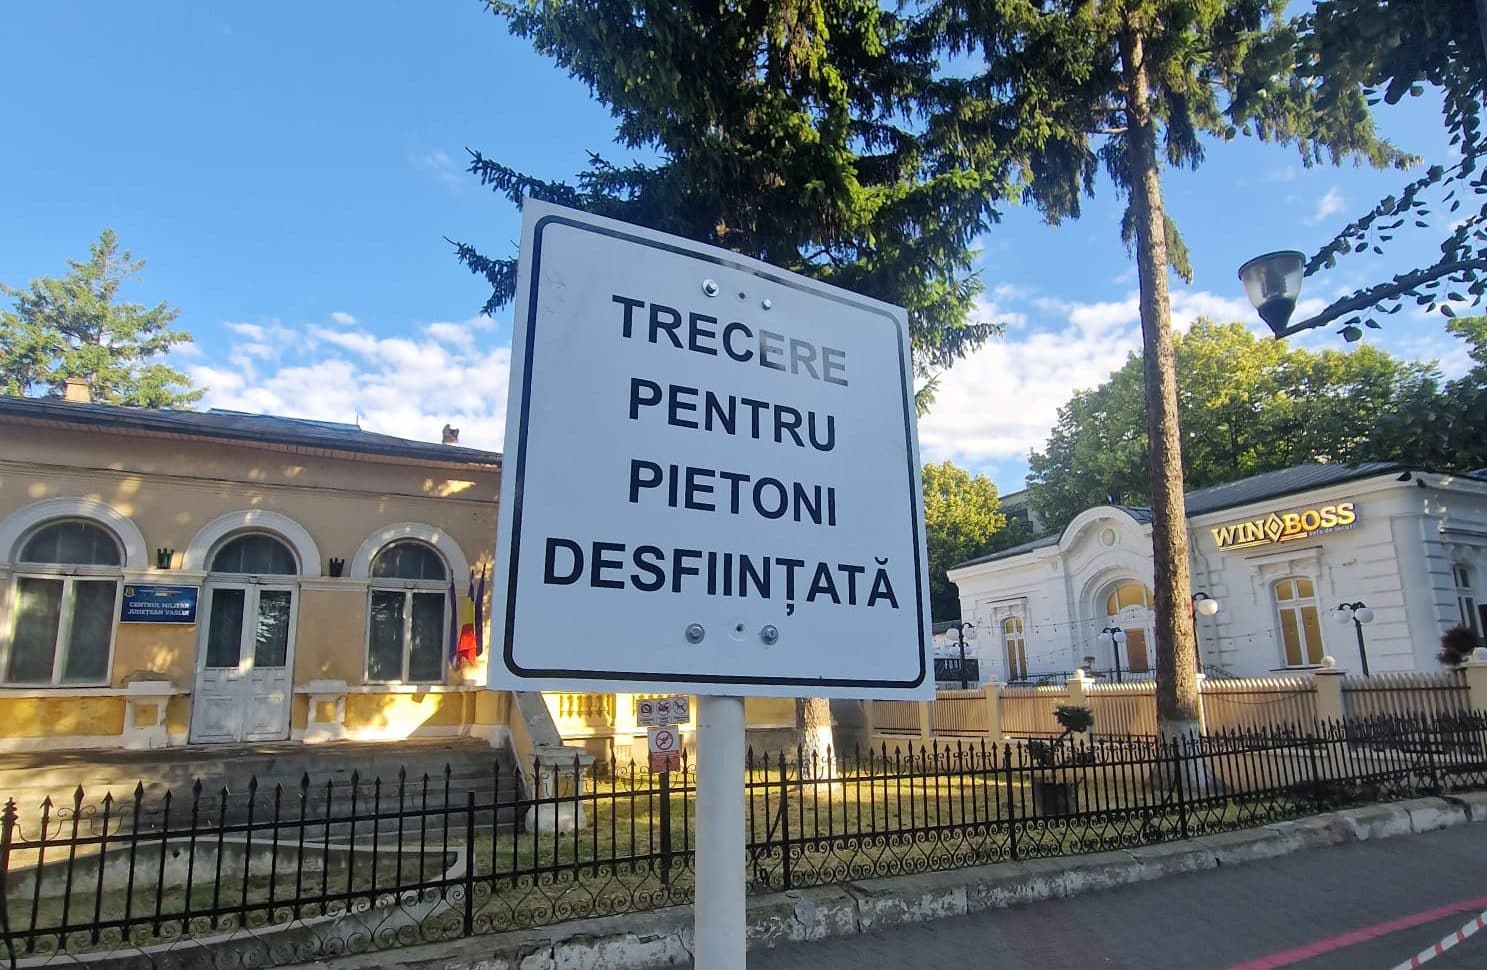 TRECERE
PENTRU
PIETONI
DESFIINȚATĂ
CENTRUL MILITAR
JUDEȚEAN VASLUI
WIN BOSS